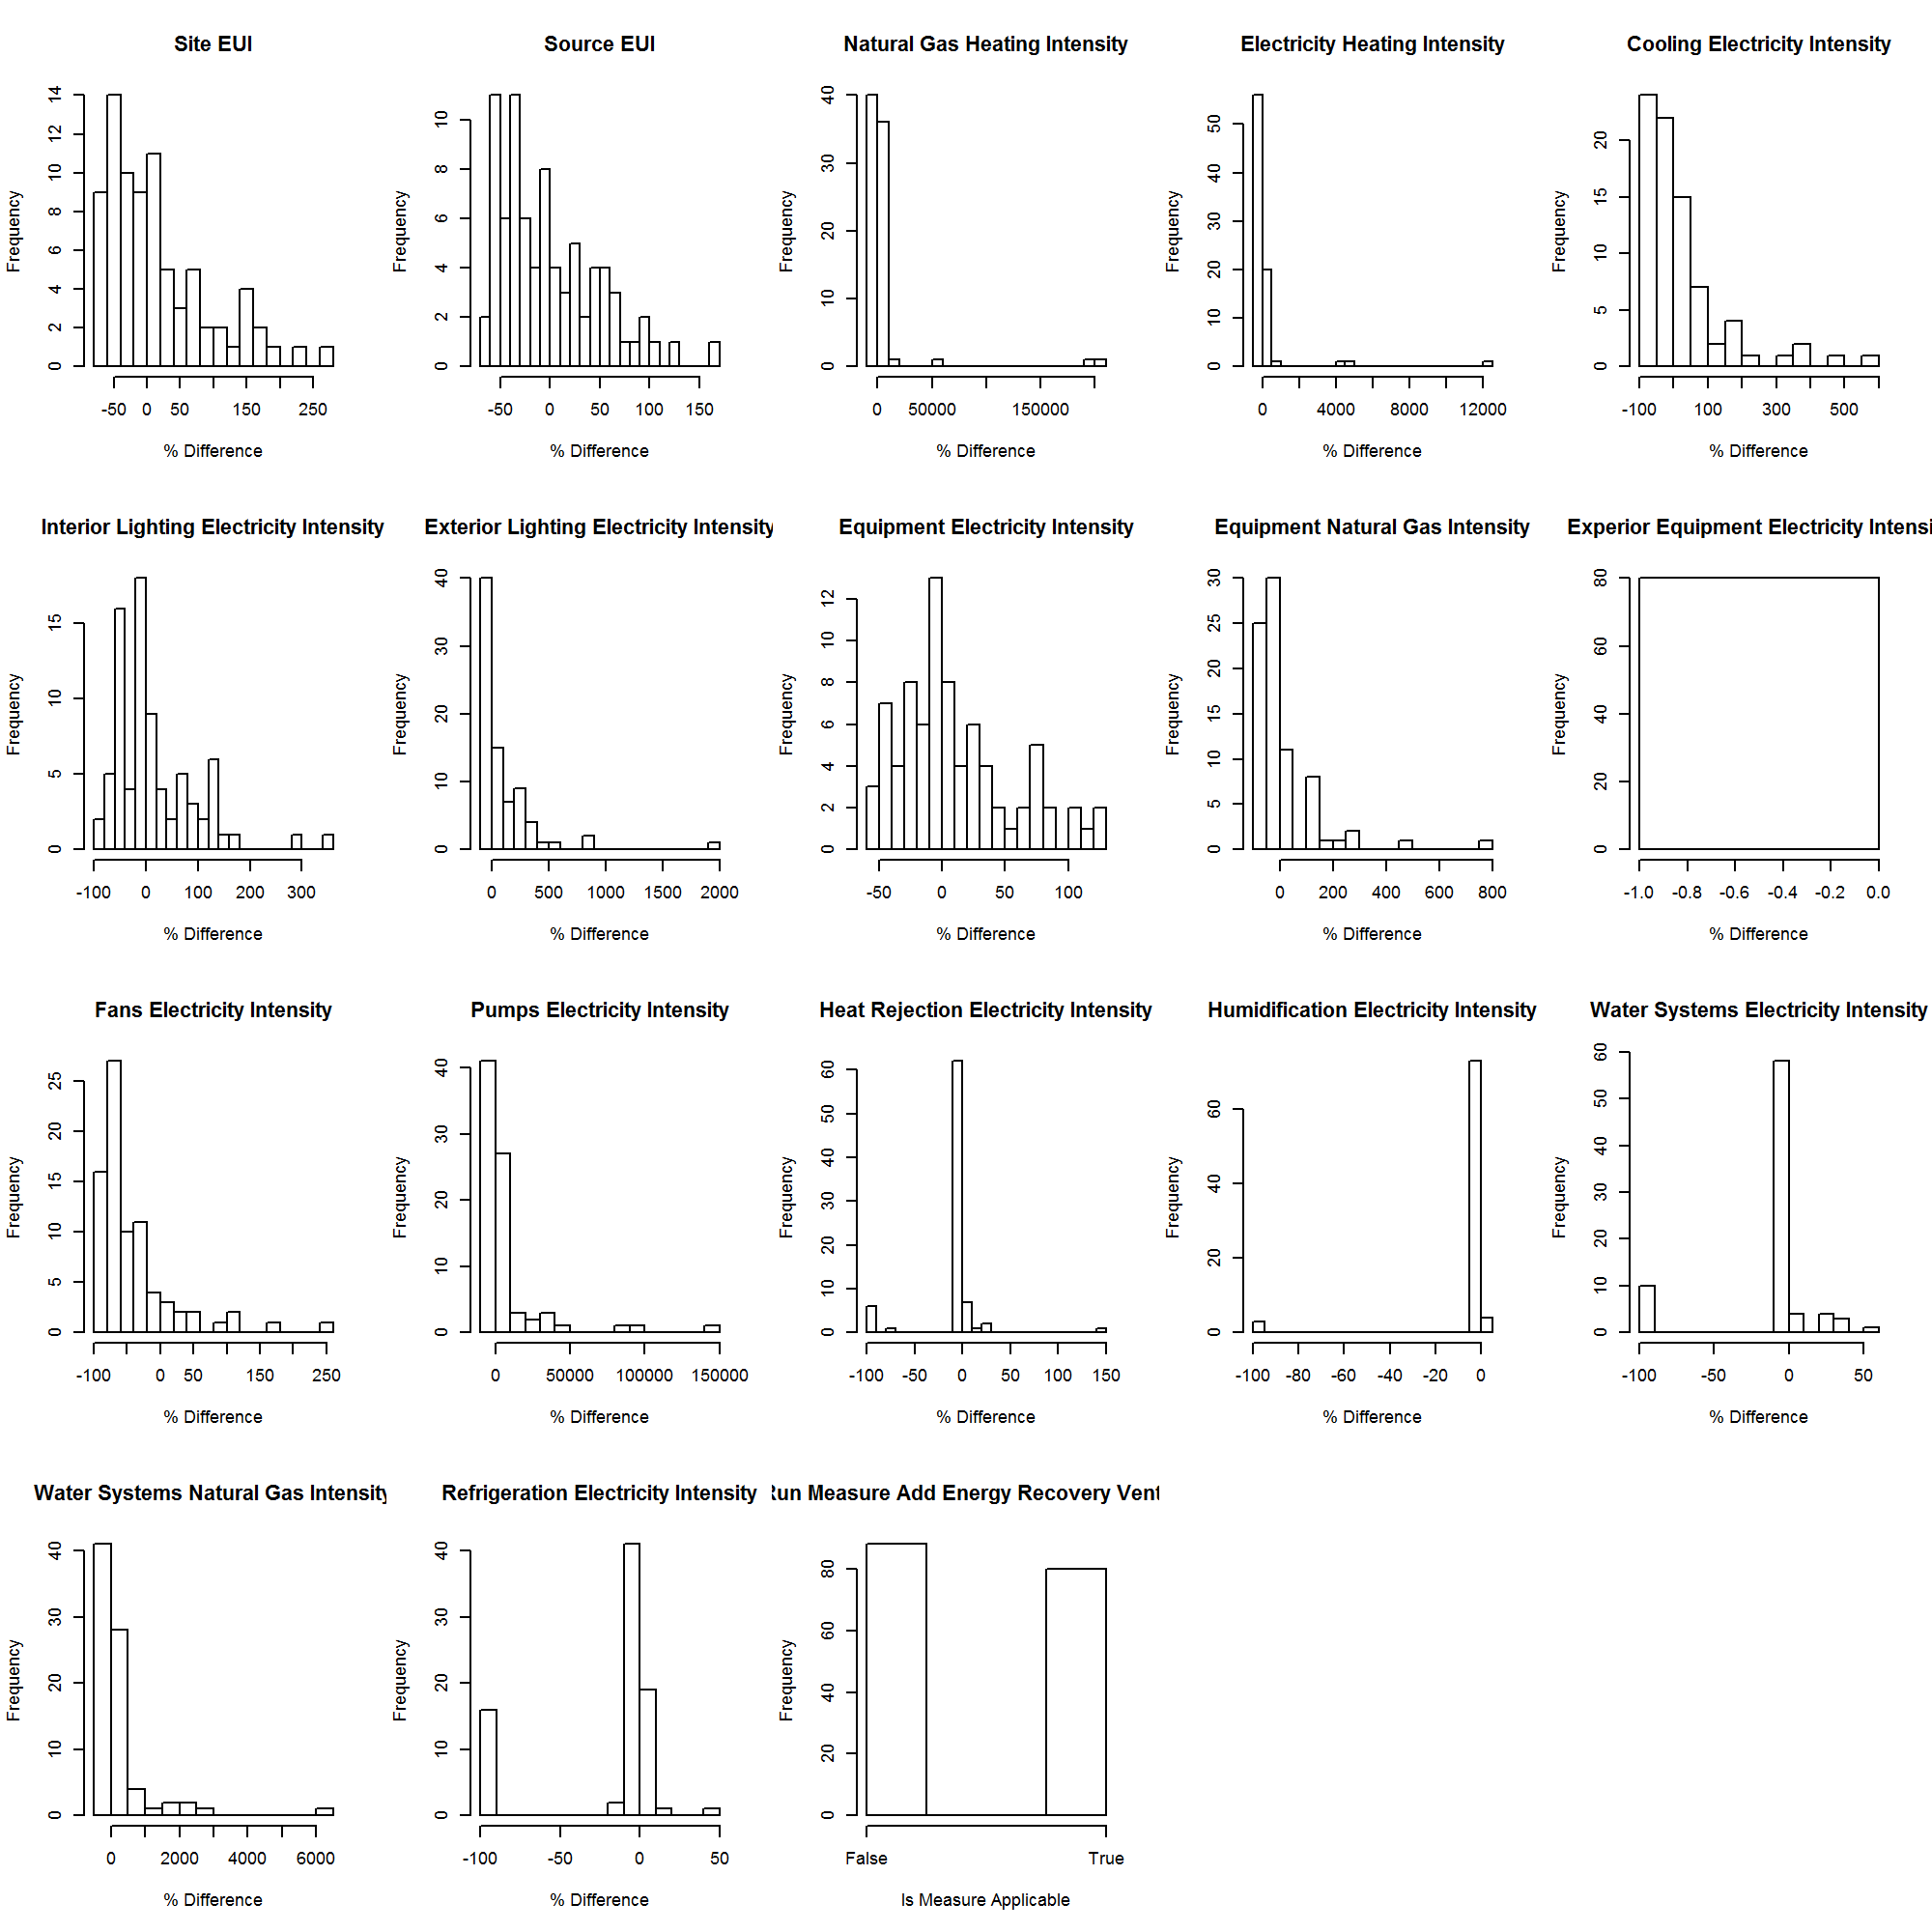 Site EUI
Frequency
14
12
10
8
6
4
2
0
-50 0 50 150 250
% Difference
Source EUI
Frequency
10
8
6
4
2
0
-50 0 50 100 150
% Difference
Natural Gas Heating Intensity
Frequency
40
30
20
10
0
0 50000 150000
% Difference
Electricity Heating Intensity
Frequency
50
40
30
20
10
0
0 4000 8000 12000
% Difference
Cooling Electricity Intensity
Frequency
20
15
10
5
0
-100 100 300 500
% Difference
Interior Lighting Electricity Intensity
Frequency
15
10
5
0
-100 0 100 200 300
% Difference
Exterior Lighting Electricity Intensity
Frequency
40
30
20
10
0
0 500 1000 1500 2000
% Difference
Equipment Electricity Intensity
Frequency
12
10
8
6
4
2
0
-50 0 50 100
% Difference
Equipment Natural Gas Intensity
Frequency
30
25
20
15
10
5
0
0 200 400 600 800
% Difference
Experior Equipment Electricity Intensi
Frequency
80
60
40
20
0
-1.0 -0.8 -0.6 -0.4 -0.2 0.0
% Difference
Fans Electricity Intensity
Frequency
25
20
15
10
5
0
-100 0 50 150 250
% Difference
Pumps Electricity Intensity
Frequency
40
30
20
10
0
0 50000 100000 150000
% Difference
Heat Rejection Electricity Intensity
Frequency
60
50
40
30
20
10
0
-100 -50 0 50 100 150
% Difference
Humidification Electricity Intensity
Frequency
60
40
20
0
-100 -80 -60 -40 -20 0
% Difference
Water Systems Electricity Intensity
Frequency
60
50
40
30
20
10
0
-100 -50 0 50
% Difference
Water Systems Natural Gas Intensity
Frequency
40
30
20
10
0
0 2000 4000 6000
% Difference
Refrigeration Electricity Intensity
Frequency
40
30
20
10
0
-100 -50 0 50
% Difference
Run Measure Add Energy Recovery Vent
Frequency
80
60
40
20
0
False True
Is Measure Applicable